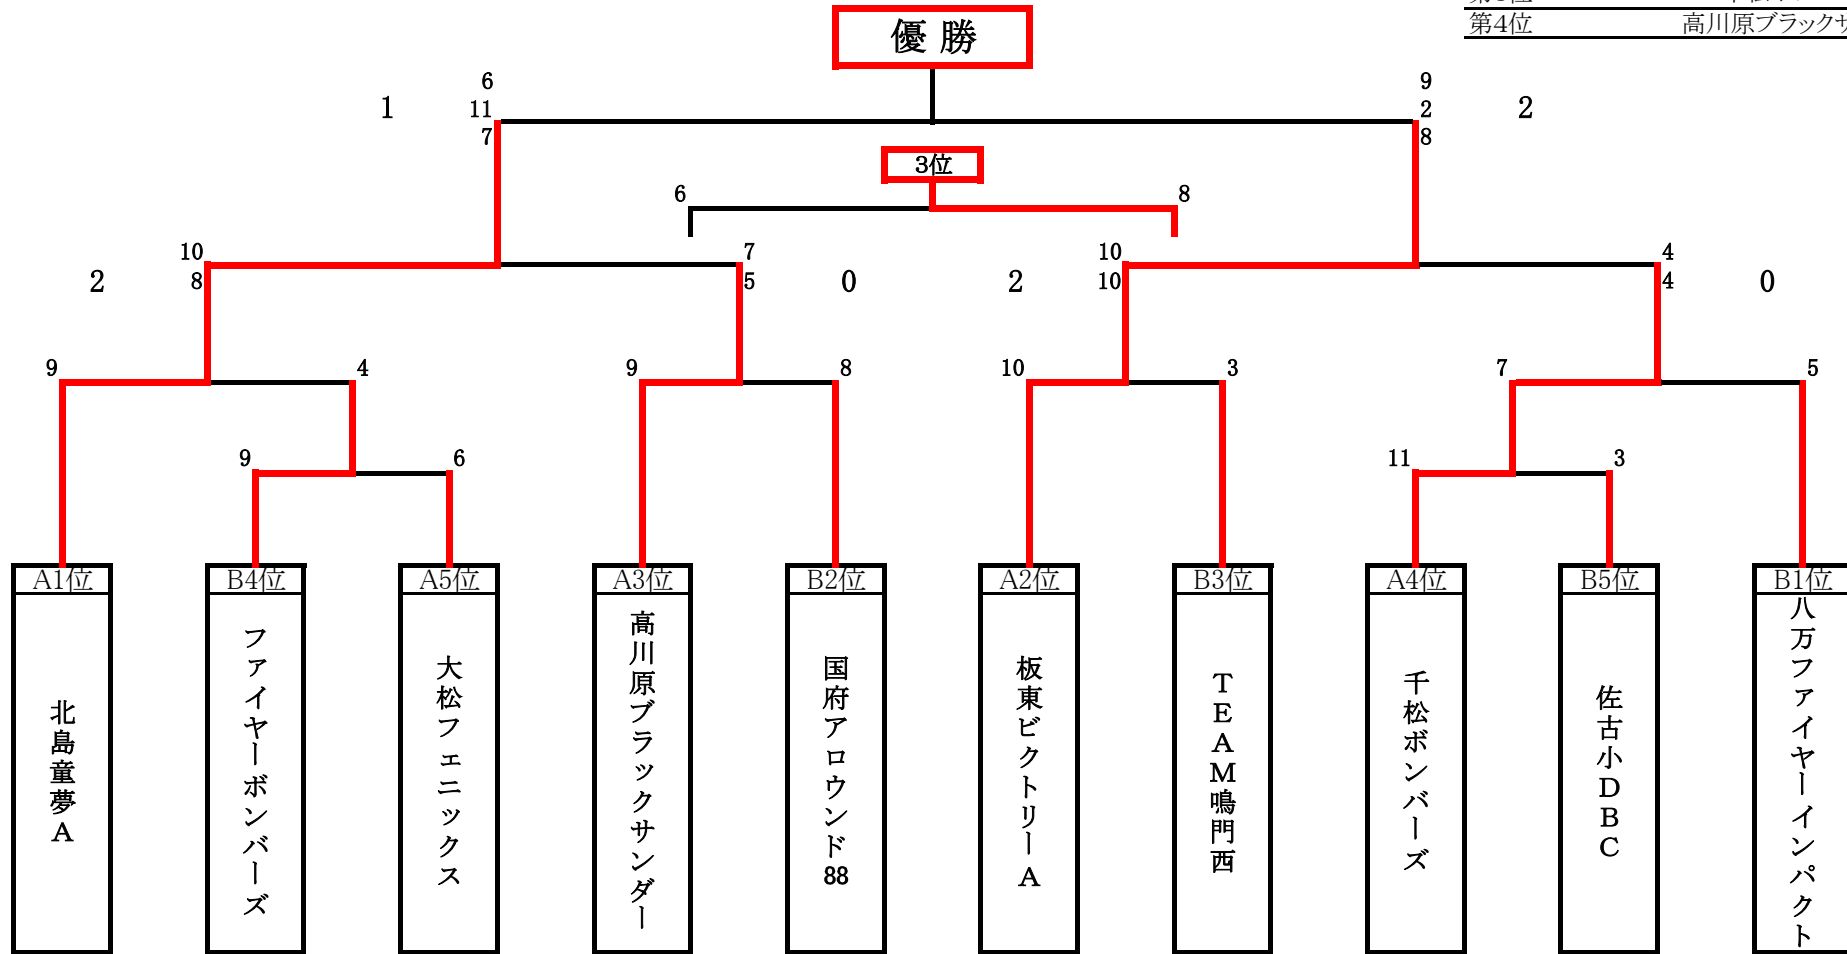 第4位 高川原ブラックサ
優 勝
6 9
1 11 2 2
7 8
3位
6 8
10 7 10 4
2 8 5 0 2 10 4 0
9 4 9 8 10 3 7 5
9 6 11 3
A1位 B4位 A5位 A3位 B2位 A2位 B3位 A4位 B5位 B1位
北島童夢A
ファイヤーボンバーズ
大松フェニックス
高川原ブラックサンダー
国府アロウンド88
板東ビクトリーA
TEAM鳴門西
千松ボンバーズ
佐古小DBC
八万ファイヤーインパクト